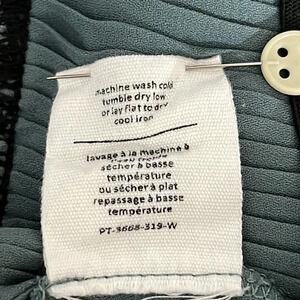 machine wash cold
tumble dry low
or lay flat to dry
cool iron
lavage à la machine à
sécher à basse
température
ou sécher à plat
repassage à basse
température
PT-3668-319-W